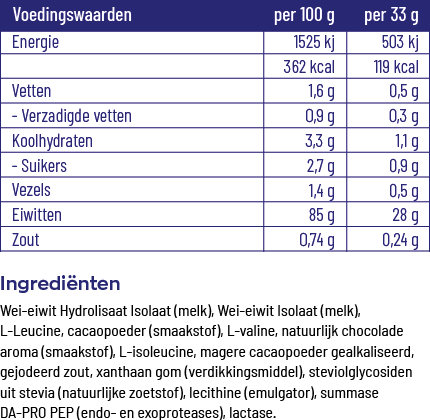 Voedingswaarden per 100 g per 33 g
Energie 1525 kj 503 kj
362 kcal 119 kcal
Vetten 1,6 g 0,5 g
- Verzadigde vetten 0,9 g 0,3 g
Koolhydraten 3,3 g 1,1 g
- Suikers 2,7 g 0,9 g
Vezels 1,4 g 0,5 g
Eiwitten 85 g 28 g
Zout 0,74 g 0,24 g
Ingrediënten
Wei-eiwit Hydrolisaat Isolaat (melk), Wei-eiwit Isolaat (melk),
L-Leucine, cacaopoeder (smaakstof), L-valine, natuurlijk chocolade
aroma (smaakstof), L-isoleucine, magere cacaopoeder gealkaliseerd,
gejodeerd zout, xanthaan gom (verdikkingsmiddel), steviolglycosiden
uit stevia (natuurlijke zoetstof), lecithine (emulgator), summase
DA-PRO PEP (endo- en exoproteases), lactase.